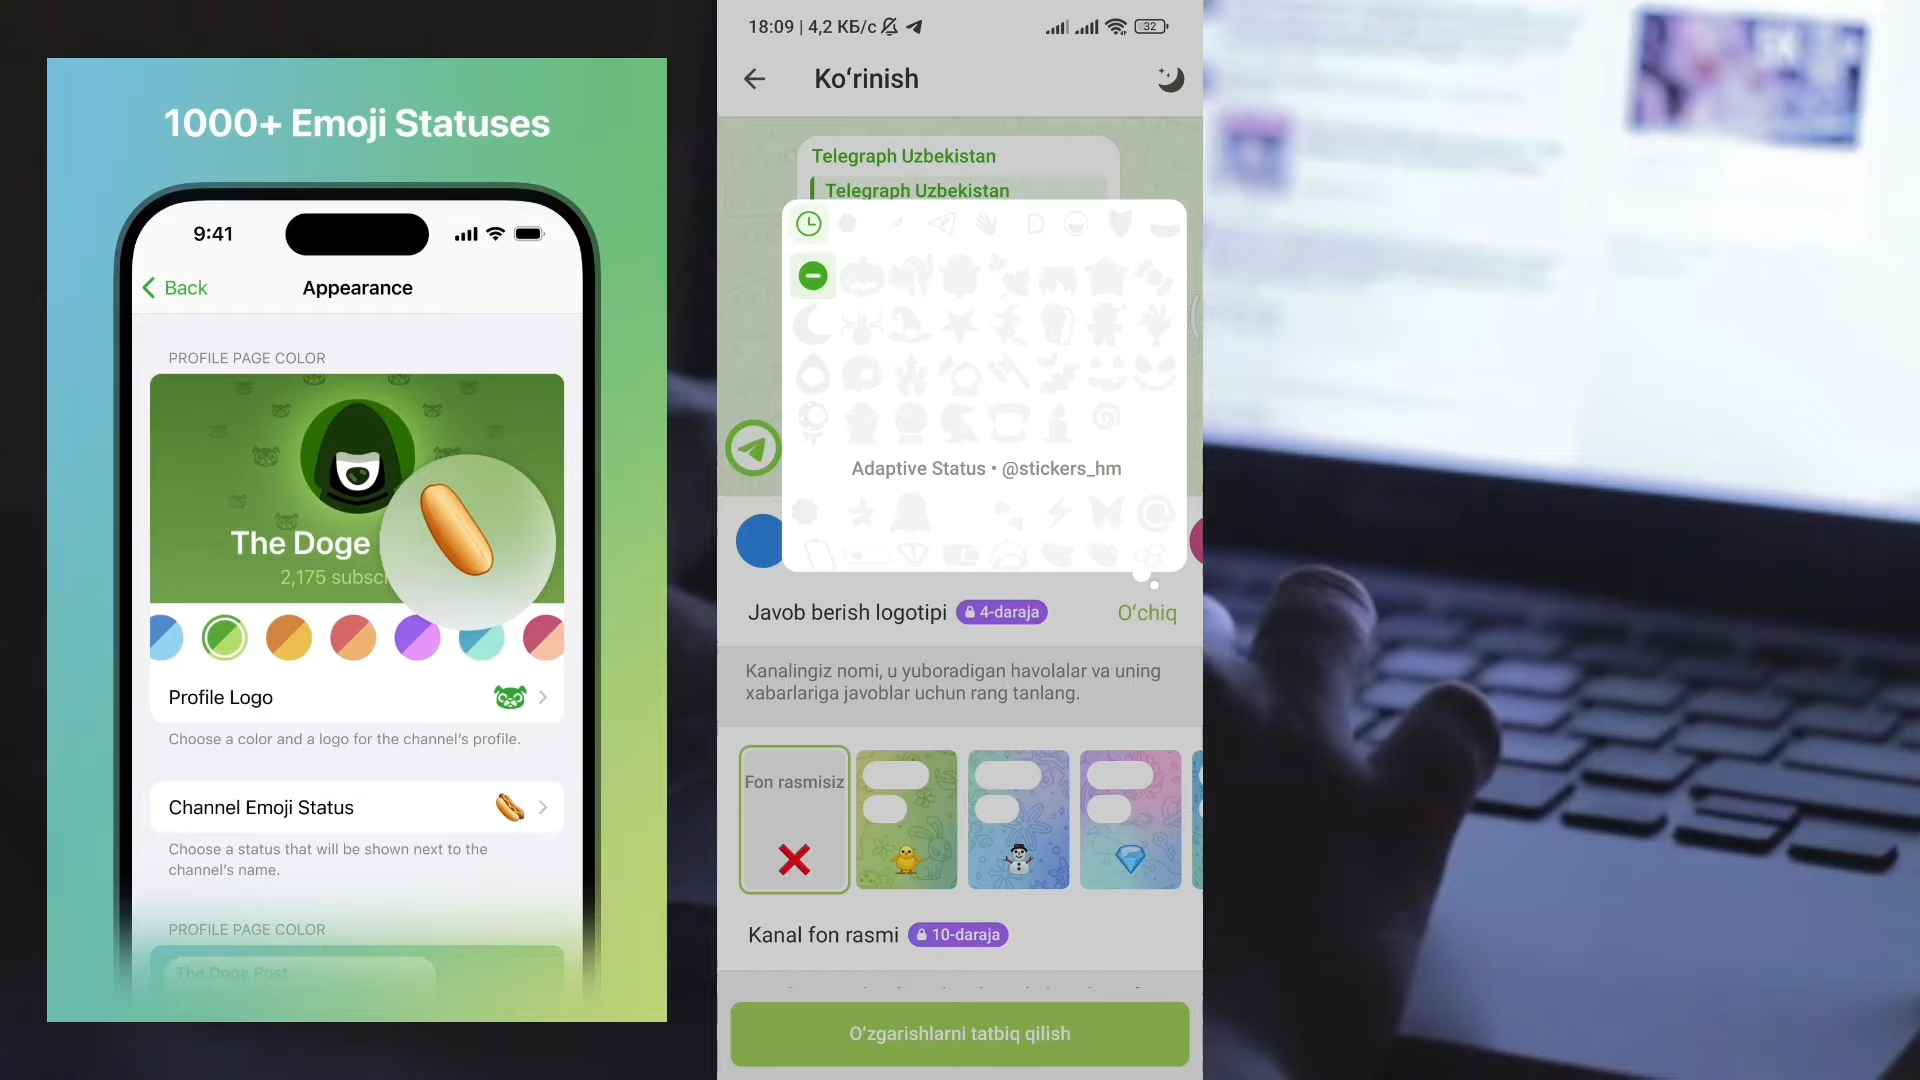 1000+ Emoji Statuses
9:41
Back
Appearance
PROFILE PAGE COLOR
The Doge
2,175 subsc
Profile Logo
Choose a color and a logo for the channel's profile.
Channel Emoji Status
Choose a status that will be shown next to the
channel's name.
PROFILE PAGE COLOR
The Doge Post
18:09 | 4,2 КБ/с
32
Koʻrinish
Telegraph Uzbekistan
Telegraph Uzbekistan
Adaptive Status • @stickers_hm
Javob berish logotipi
4-daraja
Oʻchiq
Kanalingiz nomi, u yuboradigan havolalar va uning
xabarlariga javoblar uchun rang tanlang.
Fon rasmisiz
Kanal fon rasmi
10-daraja
Oʻzgarishlarni tatbiq qilish